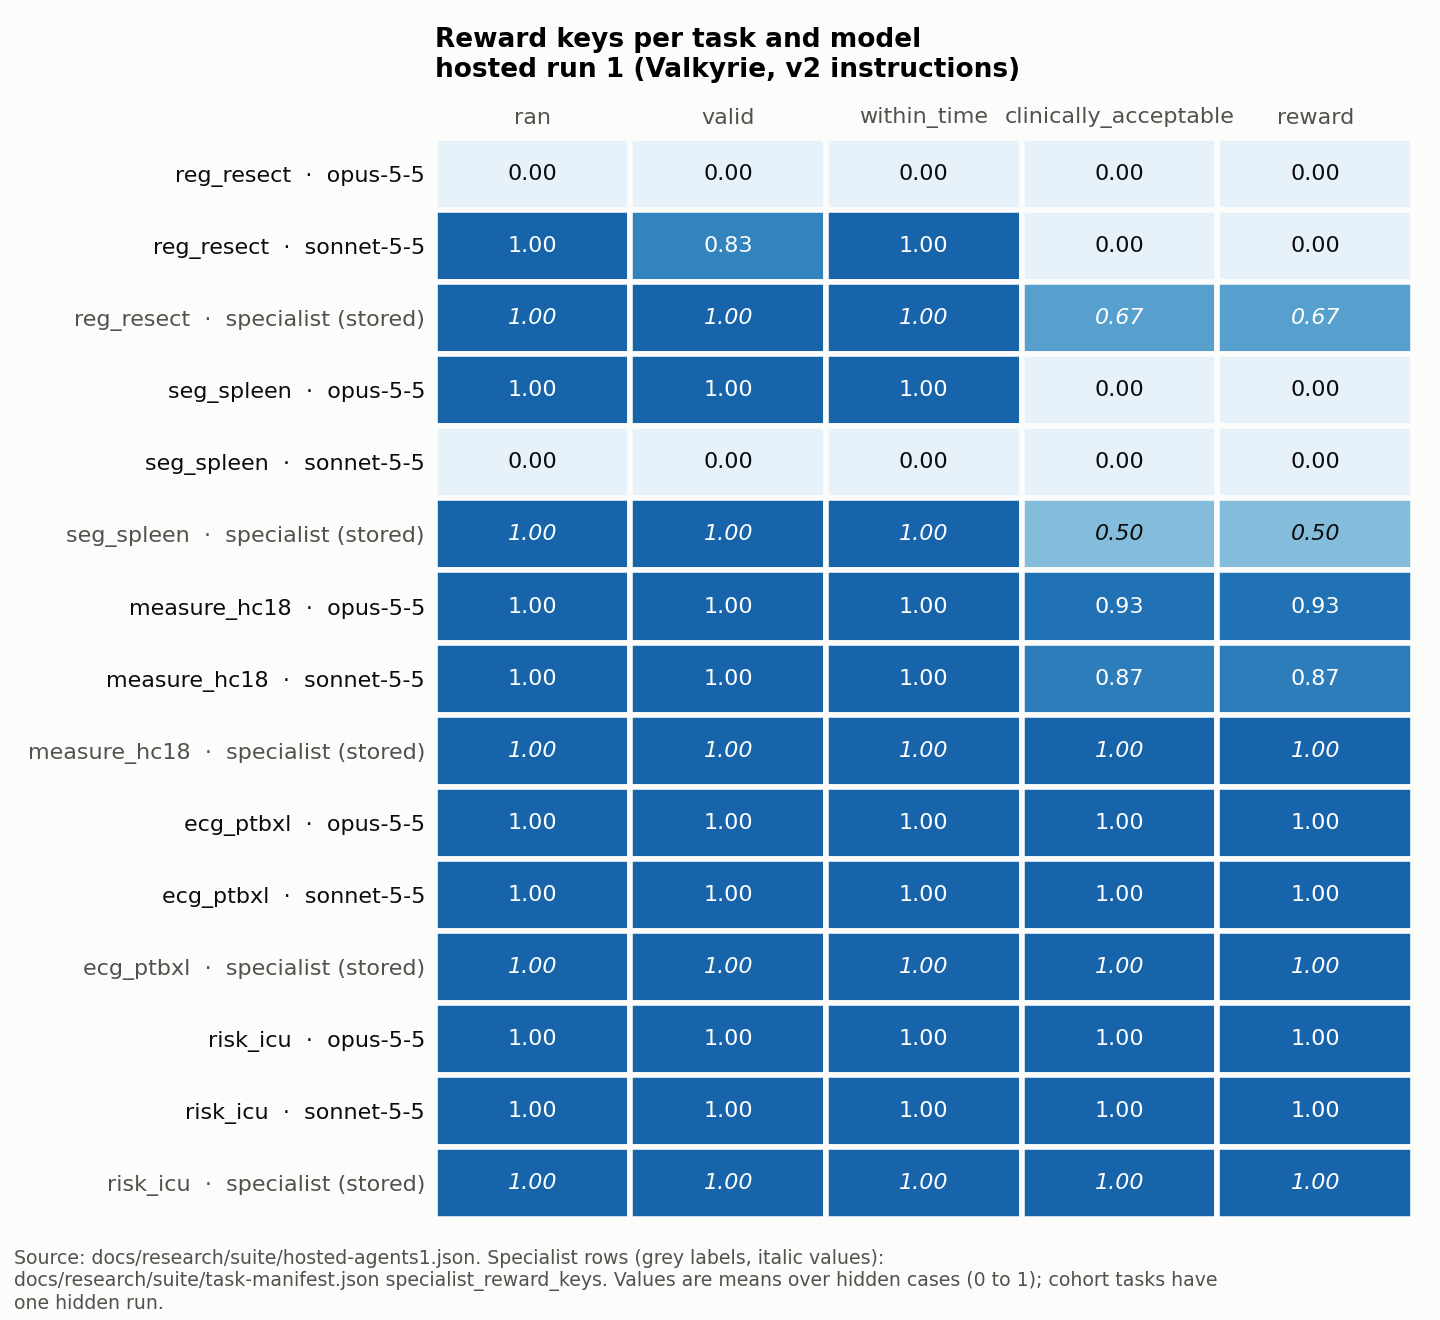 Reward keys per task and model
hosted run 1 (Valkyrie, v2 instructions)
ran valid within_time clinically_acceptable reward
reg_resect · opus-5-5 0.00 0.00 0.00 0.00 0.00
reg_resect · sonnet-5-5 1.00 0.83 1.00 0.00 0.00
reg_resect · specialist (stored) 1.00 1.00 1.00 0.67 0.67
seg_spleen · opus-5-5 1.00 1.00 1.00 0.00 0.00
seg_spleen · sonnet-5-5 0.00 0.00 0.00 0.00 0.00
seg_spleen · specialist (stored) 1.00 1.00 1.00 0.50 0.50
measure_hc18 · opus-5-5 1.00 1.00 1.00 0.93 0.93
measure_hc18 · sonnet-5-5 1.00 1.00 1.00 0.87 0.87
measure_hc18 · specialist (stored) 1.00 1.00 1.00 1.00 1.00
ecg_ptbxl · opus-5-5 1.00 1.00 1.00 1.00 1.00
ecg_ptbxl · sonnet-5-5 1.00 1.00 1.00 1.00 1.00
ecg_ptbxl · specialist (stored) 1.00 1.00 1.00 1.00 1.00
risk_icu · opus-5-5 1.00 1.00 1.00 1.00 1.00
risk_icu · sonnet-5-5 1.00 1.00 1.00 1.00 1.00
risk_icu · specialist (stored) 1.00 1.00 1.00 1.00 1.00
Source: docs/research/suite/hosted-agents1.json. Specialist rows (grey labels, italic values):
docs/research/suite/task-manifest.json specialist_reward_keys. Values are means over hidden cases (0 to 1); cohort tasks have
one hidden run.